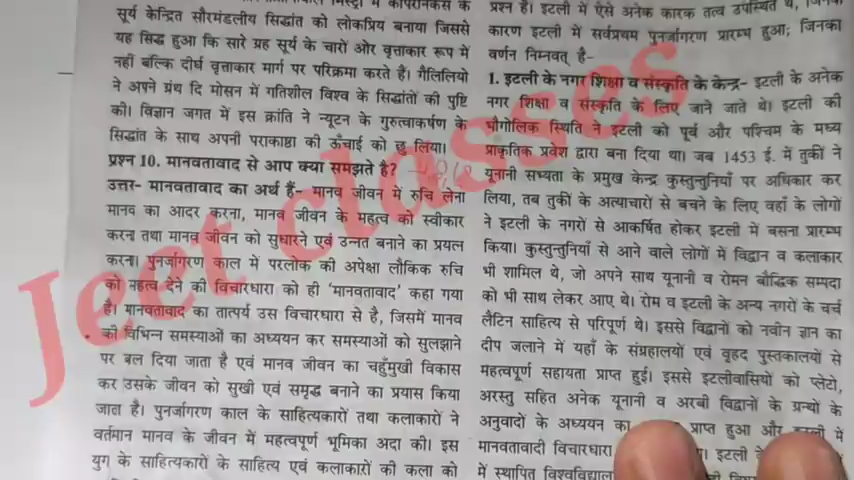 सूर्य केन्द्रित सौरमंडलीय सिद्धांत को लोकप्रिय बनाया जिससे
यह सिद्ध हुआ कि सारे ग्रह सूर्य के चारों ओर वृत्ताकार रूप में
नहीं बल्कि दीर्घ वृत्ताकार मार्ग पर परिक्रमा करते हैं। गैलिलियो
ने अपने ग्रंथ दि मोसन में गतिशील विश्व के सिद्धांतों की पुष्टि
की। विज्ञान जगत में इस क्रांति ने न्यूटन के गुरुत्वाकर्षण के
सिद्धांत के साथ अपनी पराकाष्ठा की ऊँचाई को छु लिया।
प्रश्न 10. मानवतावाद से आप क्या समझते है?
उत्तर- मानवतावाद का अर्थ हैं- मानव जीवन में रुचि लेना
मानव का आदर करना, मानव जीवन के महत्व को स्वीकार
करना तथा मानव जीवन को सुधारने एवं उन्नत बनाने का प्रयत्न
करना। पुनर्जागरण काल में परलोक की अपेक्षा लौकिक रुचि
को महत्व देने की विचारधारा को ही 'मानवतावाद' कहा गया
है। मानवतावाद का तात्पर्य उस विचारधारा से है, जिसमें मानव
की विभिन्न समस्याओं का अध्ययन कर समस्याओं को सुलझाने
पर बल दिया जाता है एवं मानव जीवन का चहुँमुखी विकास
कर उसके जीवन को सुखी एवं समृद्ध बनाने का प्रयास किया
जाता है। पुनर्जागरण काल के साहित्यकारों तथा कलाकारों ने
वर्तमान मानव के जीवन में महत्वपूर्ण भूमिका अदा की। इस
युग के साहित्यकारों के साहित्य एवं कलाकारों की कला को
प्रश्न है। इटली में ऐसे अनेक कारक तत्व उपस्थित थे,
कारण इटली में सर्वप्रथम पुनर्जागरण प्रारम्भ हुआ; जिनका
वर्णन निम्नवत् है-
1. इटली के नगर शिक्षा व संस्कृति के केन्द्र- इटली के अनेक
नगर शिक्षा व संस्कृति के लिए जाने जाते थे। इटली की
भौगोलिक स्थिति ने इटली को पूर्व और पश्चिम के मध्य
प्राकृतिक प्रवेश द्वारा बना दिया था। जब 1453 ई. में तुर्कों ने
यूनानी सभ्यता के प्रमुख केन्द्र कुस्तुन्तुनियाँ पर अधिकार कर
लिया, तब तुर्कों के अत्याचारों से बचने के लिए वहाँ के लोगों
ने इटली के नगरों से आकर्षित होकर इटली में बसना प्रारम्भ
किया। कुस्तुन्तुनियाँ से आने वाले लोगों में विद्वान व कलाकार
भी शामिल थे, जो अपने साथ यूनानी व रोमन बौद्धिक सम्पदा
को भी साथ लेकर आए थे। रोम व इटली के अन्य नगरों के चर्च
लैटिन साहित्य से परिपूर्ण थे। इससे विद्वानों को नवीन ज्ञान का
दीप जलाने में यहाँ के संग्रहालयों एवं वृहद पुस्तकालयों से
महत्वपूर्ण सहायता प्राप्त हुई। इससे इटलीवासियों को प्लेटो,
अरस्तु सहित अनेक यूनानी व अरबी विद्वानों के ग्रन्थों के
अनुवादों के अध्ययन का प्राप्त हुआ और इटली में
मानवतावादी विचारधारा इटली
में स्थापित
Jeet classes